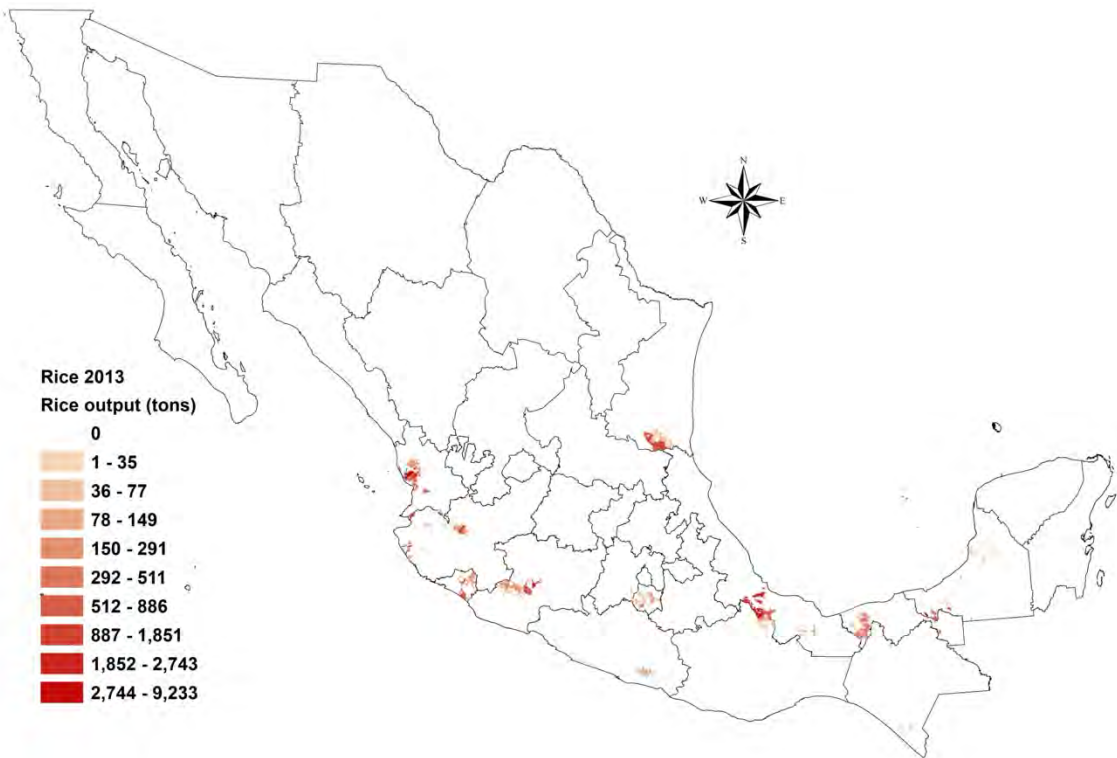 N
W E
S
Rice 2013
Rice output (tons)
0
1 - 35
36 - 77
78 - 149
150 - 291
292 - 511
512 - 886
887 - 1,851
1,852 - 2,743
2,744 - 9,233